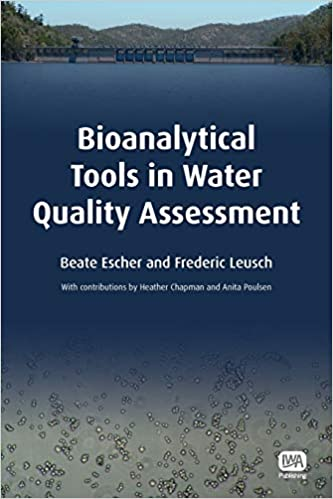 Bioanalytical
Tools in Water
Quality Assessment
Beate Escher and Frederic Leusch
With contributions by Heather Chapman and Anita Poulsen
IWA
Publishing